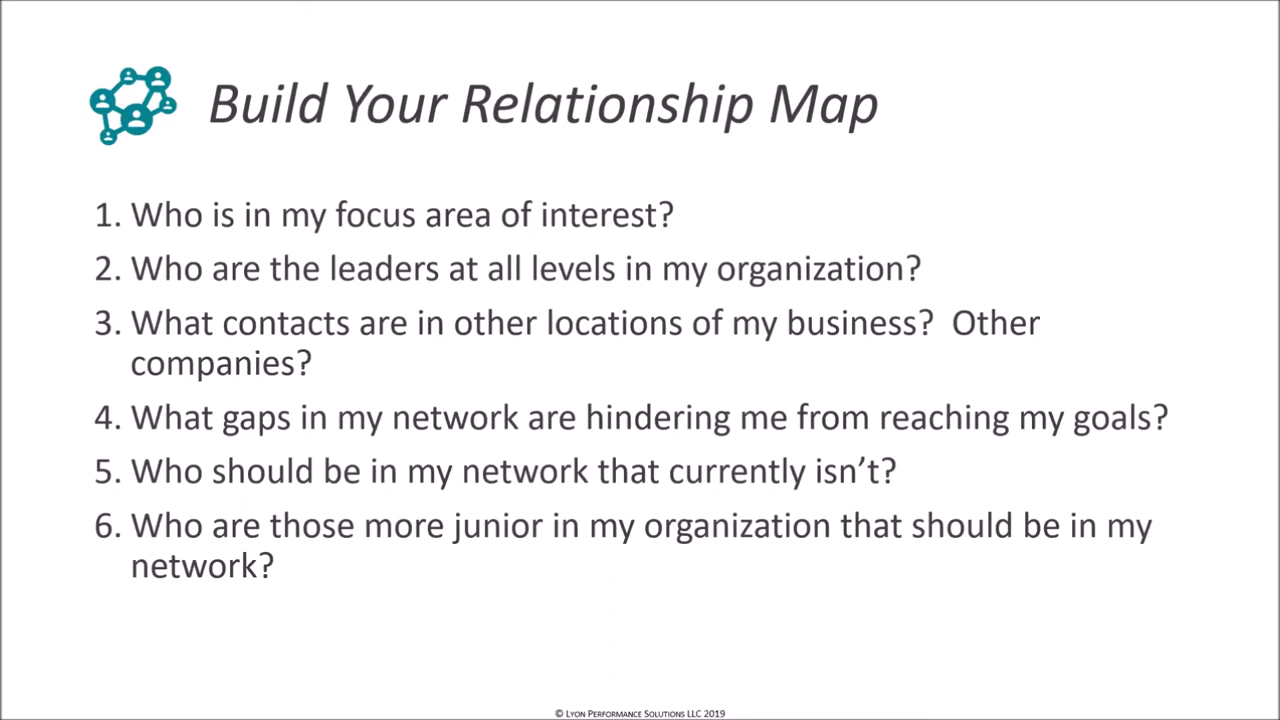 Build Your Relationship Map
1. Who is in my focus area of interest?
2. Who are the leaders at all levels in my organization?
3. What contacts are in other locations of my business?  Other
companies?
4. What gaps in my network are hindering me from reaching my goals?
5. Who should be in my network that currently isn’t?
6. Who are those more junior in my organization that should be in my
network?
© Lyon Performance Solutions LLC 2019